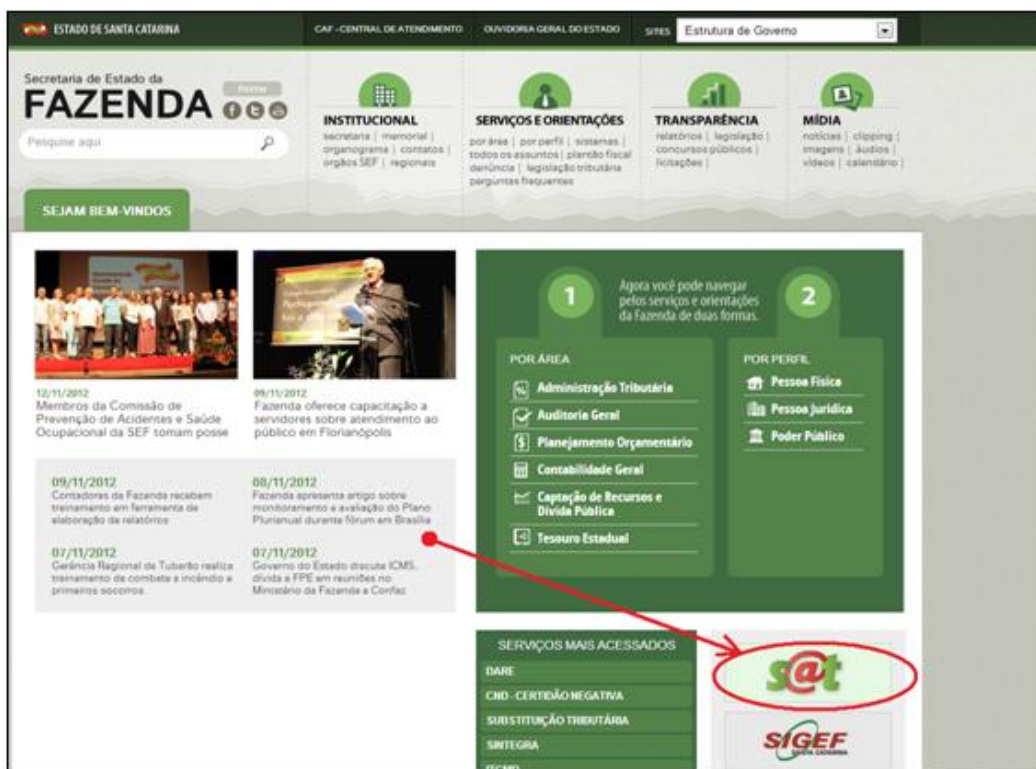 ESTADO DE SANTA CATARINA
CAF - CENTRAL DE ATENDIMENTO
OUVIDORIA GERAL DO ESTADO
SITES
Estrutura de Governo
Secretaria de Estado da
FAZENDA
home
Pesquise aqui
INSTITUCIONAL
secretaria | memorial |
organograma | contatos |
orgãos SEF | regionais
SERVIÇOS E ORIENTAÇÕES
por área | por perfil | sistemas |
todos os assuntos | plantão fiscal
denúncia | legislação tributária
perguntas frequentes
TRANSPARÊNCIA
relatórios | legislação |
concursos públicos |
licitações |
MÍDIA
notícias | clipping |
imagens | áudios |
vídeos | calendário |
SEJAM BEM-VINDOS
12/11/2012
Membros da Comissão de
Prevenção de Acidentes e Saúde
Ocupacional da SEF tomam posse
09/11/2012
Fazenda oferece capacitação a
servidores sobre atendimento ao
público em Florianópolis
09/11/2012
Contadores da Fazenda recebem
treinamento em ferramenta de
elaboração de relatórios
08/11/2012
Fazenda apresenta artigo sobre
monitoramento e avaliação do Plano
Plurianual durante fórum em Brasília
07/11/2012
Gerência Regional de Tubarão realiza
treinamento de combate a incêndio e
primeiros socorros
07/11/2012
Governo do Estado discute ICMS,
dívida e FPE em reuniões no
Ministério da Fazenda e Confaz
1
Agora você pode navegar
pelos serviços e orientações
da Fazenda de duas formas.
2
POR ÁREA
Administração Tributária
Auditoria Geral
Planejamento Orçamentário
Contabilidade Geral
Captação de Recursos e
Dívida Pública
Tesouro Estadual
POR PERFIL
Pessoa Física
Pessoa Jurídica
Poder Público
SERVIÇOS MAIS ACESSADOS
DARE
CND - CERTIDÃO NEGATIVA
SUBSTITUIÇÃO TRIBUTÁRIA
SINTEGRA
s@t
SIGEF
SANTA CATARINA